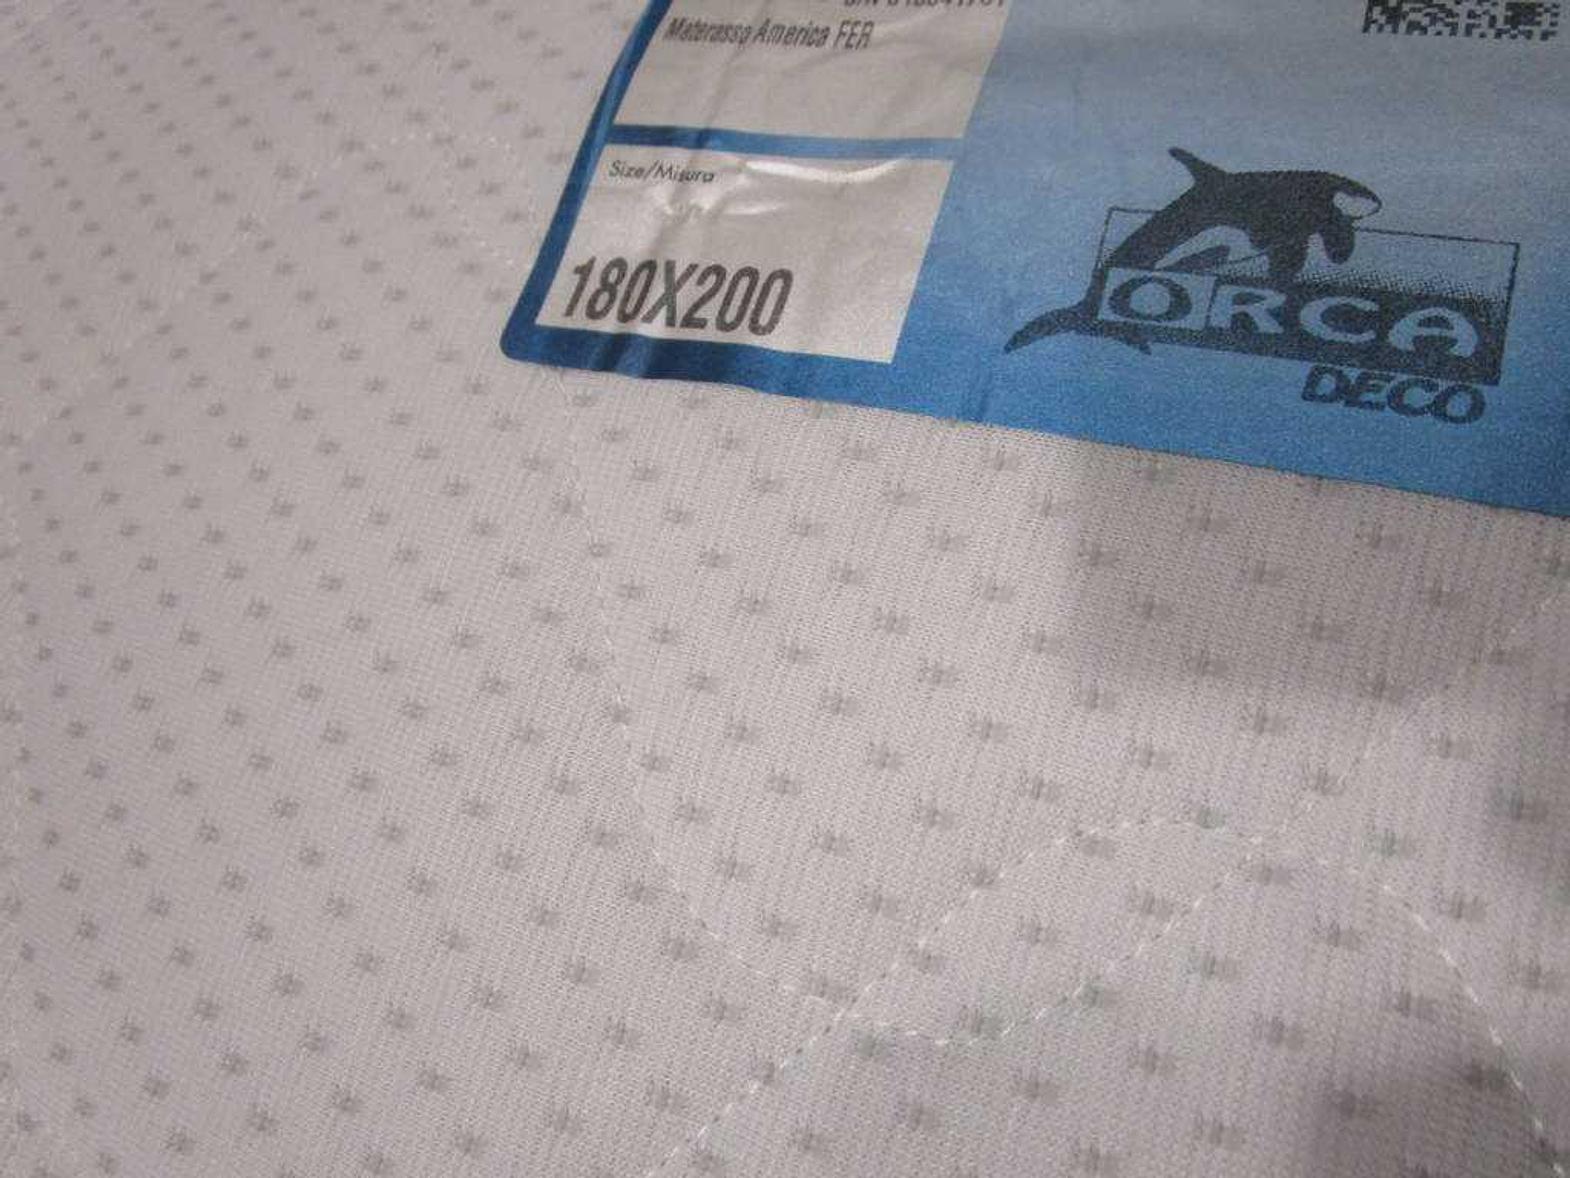 Materasso America FER
Size/Misura
180X200
ORCA
DECO